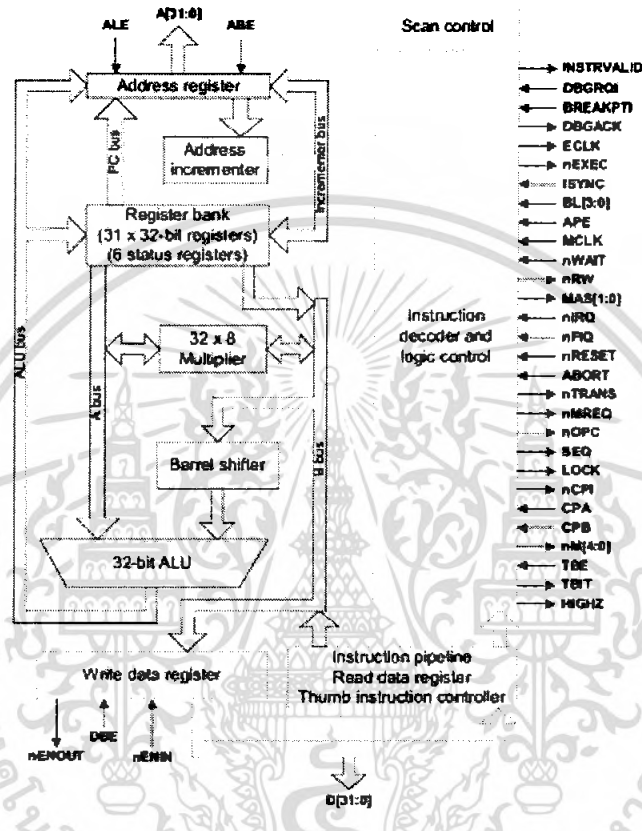 A[31:0]
ALE
ABE
Scan control
Address register
PC bus
Incrementer bus
Address
incrementer
Register bank
(31 x 32-bit registers)
(6 status registers)
ALU bus
A bus
32 x 8
Multiplier
B bus
Barrel shifter
32-bit ALU
Instruction
decoder and
logic control
INSTRVALID
DBGRQI
BREAKPTI
DBGACK
ECLK
nEXEC
ISYNC
BL[3:0]
APE
MCLK
nWAIT
nRW
MAS[1:0]
nIRQ
nFIQ
nRESET
ABORT
nTRANS
nMREQ
nOPC
SEQ
LOCK
nCPI
CPA
CPB
nM[4:0]
TBE
TBIT
HIGHZ
Write data register
Instruction pipeline
Read data register
Thumb instruction controller
nENOUT
DBE
nENIN
D[31:0]